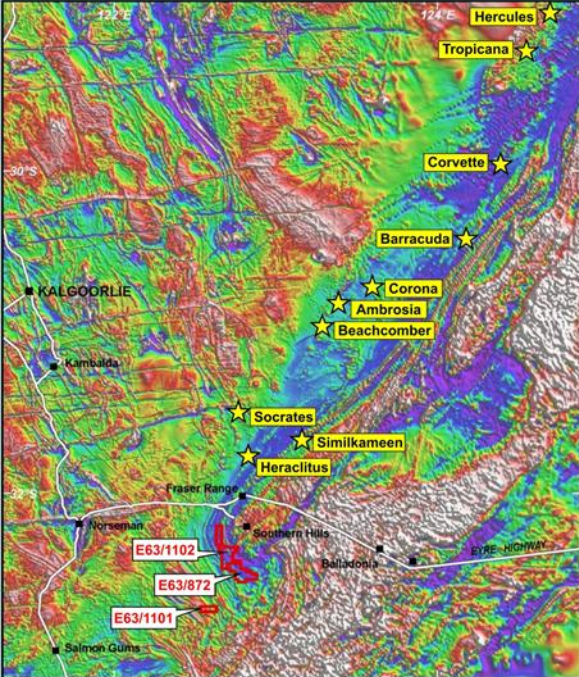 122°E
124°E
Hercules
Tropicana
30°S
Corvette
Barracuda
KALGOORLIE
Corona
Ambrosia
Beachcomber
Kambalda
Socrates
Similkameen
Heraclitus
32°S
Fraser Range
Norseman
Southern Hills
E63/1102
EYRE HIGHWAY
Balladonia
E63/872
E63/1101
Salmon Gums